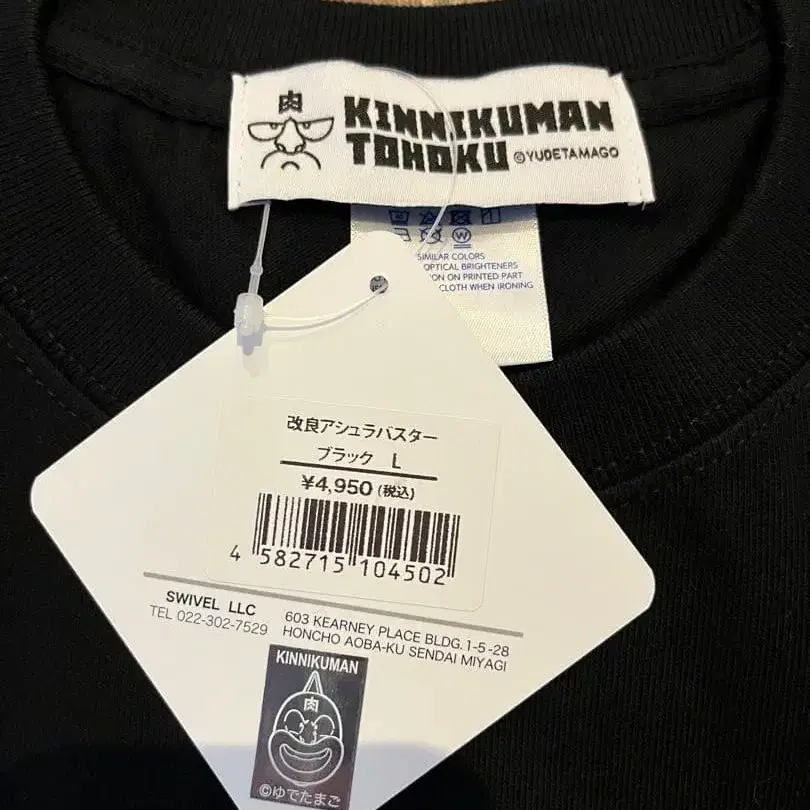 肉
KINNIKUMAN
TOHOKU ©YUDETAMAGO
SIMILAR COLORS
OPTICAL BRIGHTENERS
ON ON PRINTED PART
CLOTH WHEN IRONING
改良アシュラバスター
ブラック L
¥4,950 (税込)
4 582715 104502
SWIVEL LLC
TEL 022-302-7529
603 KEARNEY PLACE BLDG. 1-5-28
HONCHO AOBA-KU SENDAI MIYAGI
KINNIKUMAN
肉
©ゆでたまご